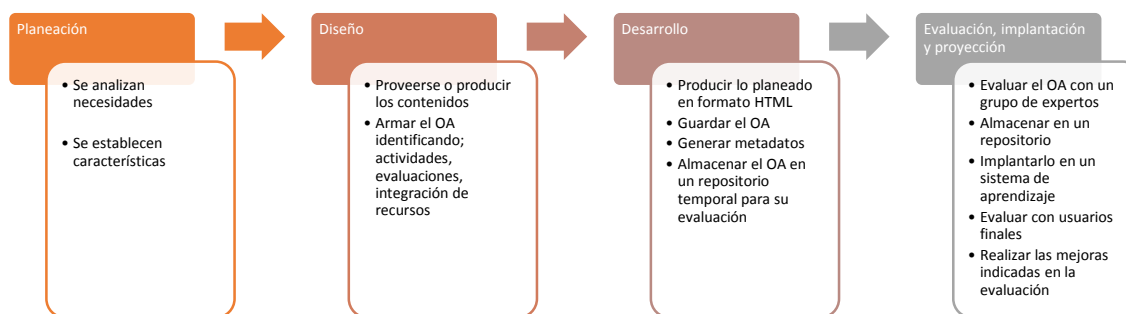 Planeación
• Se analizan
necesidades
• Se establecen
características
Diseño
• Proveerse o producir
los contenidos
• Armar el OA
identificando;
actividades,
evaluaciones,
integración de
recursos
Desarrollo
• Producir lo planeado
en formato HTML
• Guardar el OA
• Generar metadatos
• Almacenar el OA en
un repositorio
temporal para su
evaluación
Evaluación, implantación
y proyección
• Evaluar el OA con un
grupo de expertos
• Almacenar en un
repositorio
• Implantarlo en un
sistema de
aprendizaje
• Evaluar con usuarios
finales
• Realizar las mejoras
indicadas en la
evaluación